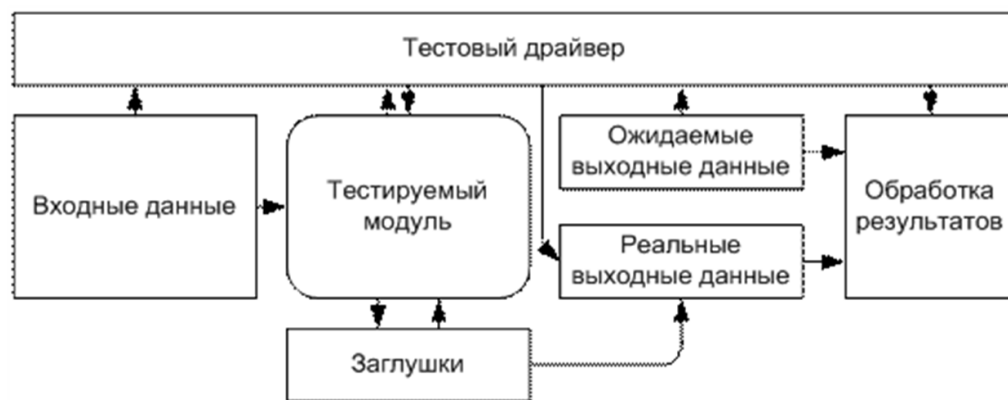 Тестовый драйвер
Входные данные
Тестируемый
модуль
Ожидаемые
выходные данные
Реальные
выходные данные
Обработка
результатов
Заглушки